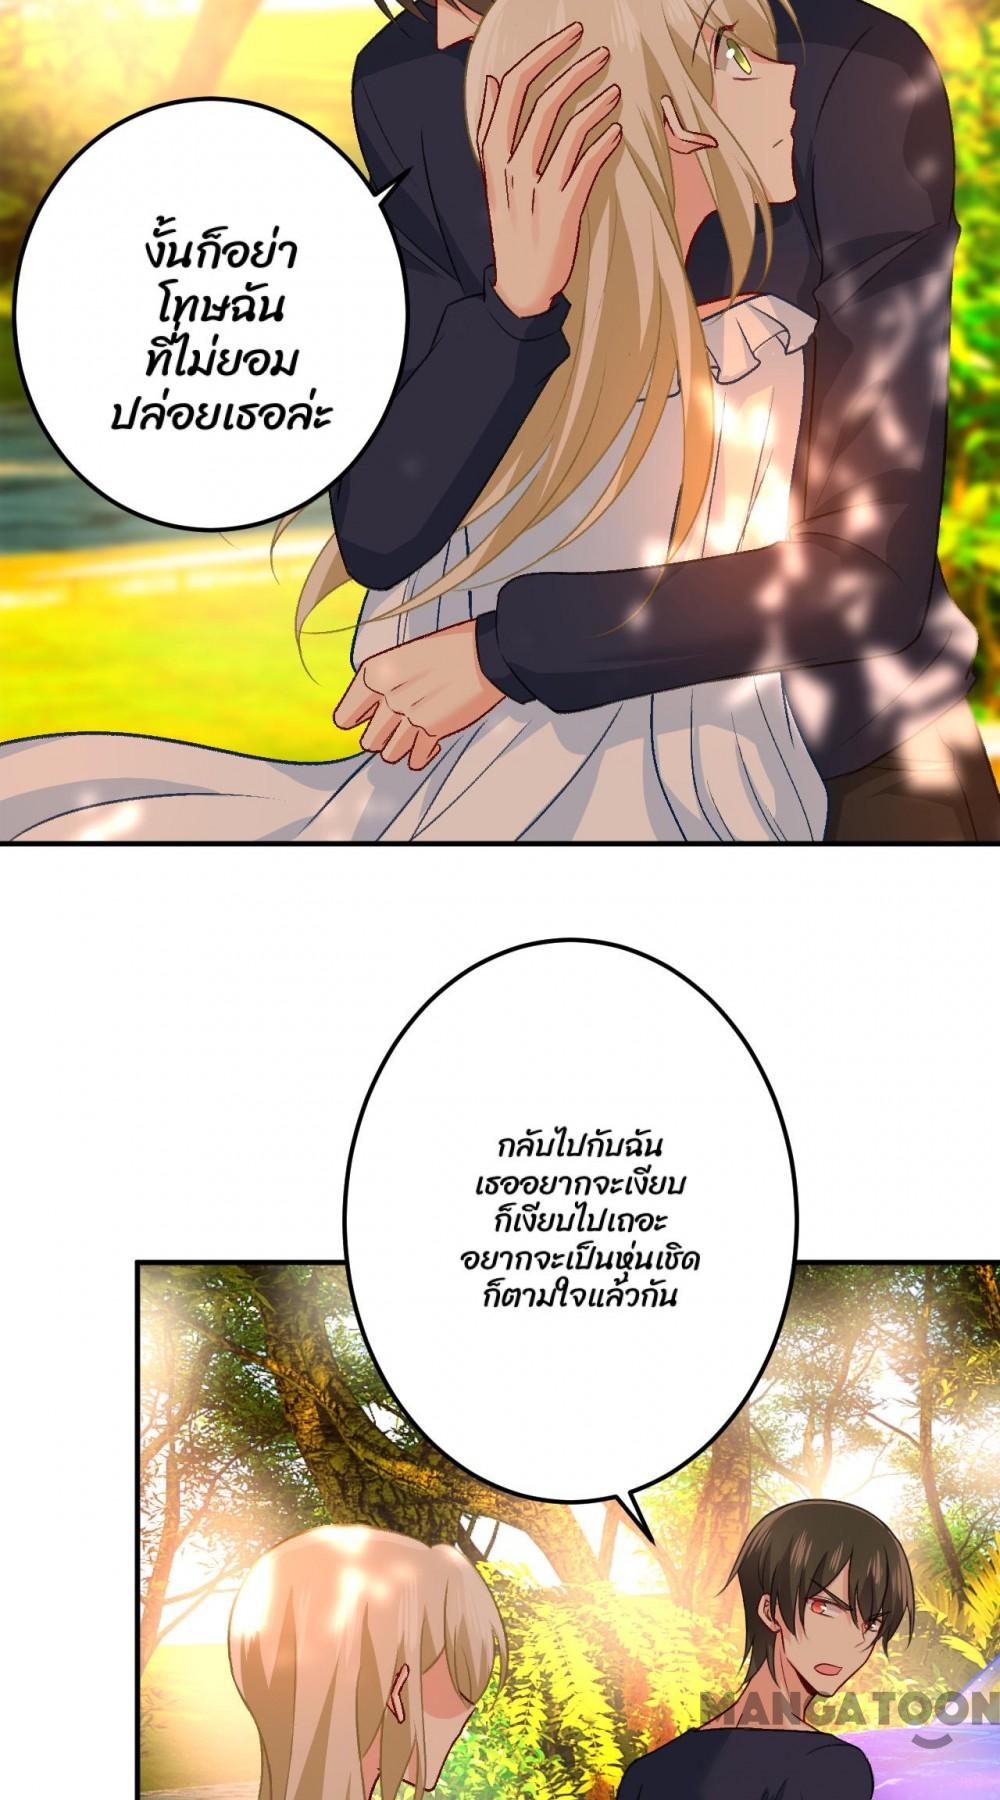 งั้นก็อย่า
โทษฉัน
ที่ไม่ยอม
ปล่อยเธอล่ะ
กลับไปกับฉัน
เธออยากจะเงียบ
ก็เงียบไปเถอะ
อยากจะเป็นหุ่นเชิด
ก็ตามใจแล้วกัน
MANGATOON